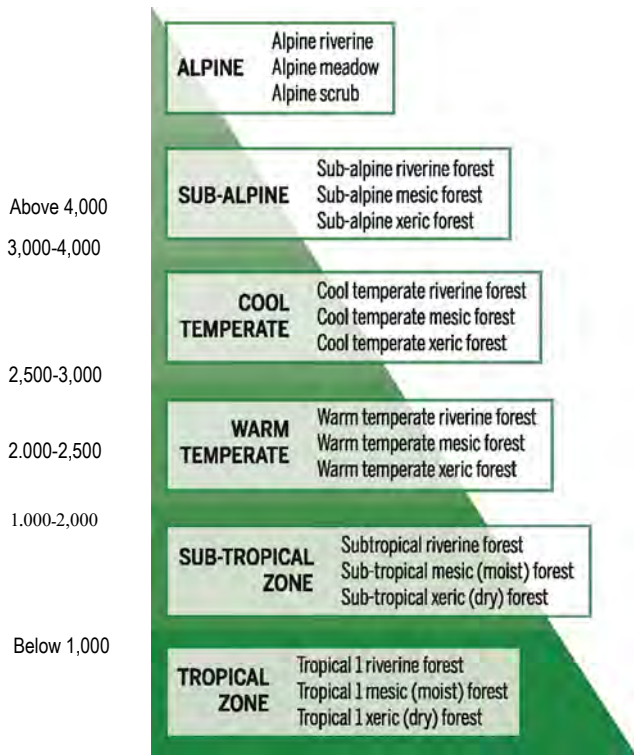 ALPINE
Alpine riverine
Alpine meadow
Alpine scrub
Above 4,000
SUB-ALPINE
Sub-alpine riverine forest
Sub-alpine mesic forest
Sub-alpine xeric forest
3,000-4,000
COOL
TEMPERATE
Cool temperate riverine forest
Cool temperate mesic forest
Cool temperate xeric forest
2,500-3,000
WARM
TEMPERATE
Warm temperate riverine forest
Warm temperate mesic forest
Warm temperate xeric forest
2.000-2,500
1.000-2,000
SUB-TROPICAL
ZONE
Subtropical riverine forest
Sub-tropical mesic (moist) forest
Sub-tropical xeric (dry) forest
Below 1,000
TROPICAL
ZONE
Tropical 1 riverine forest
Tropical 1 mesic (moist) forest
Tropical 1 xeric (dry) forest